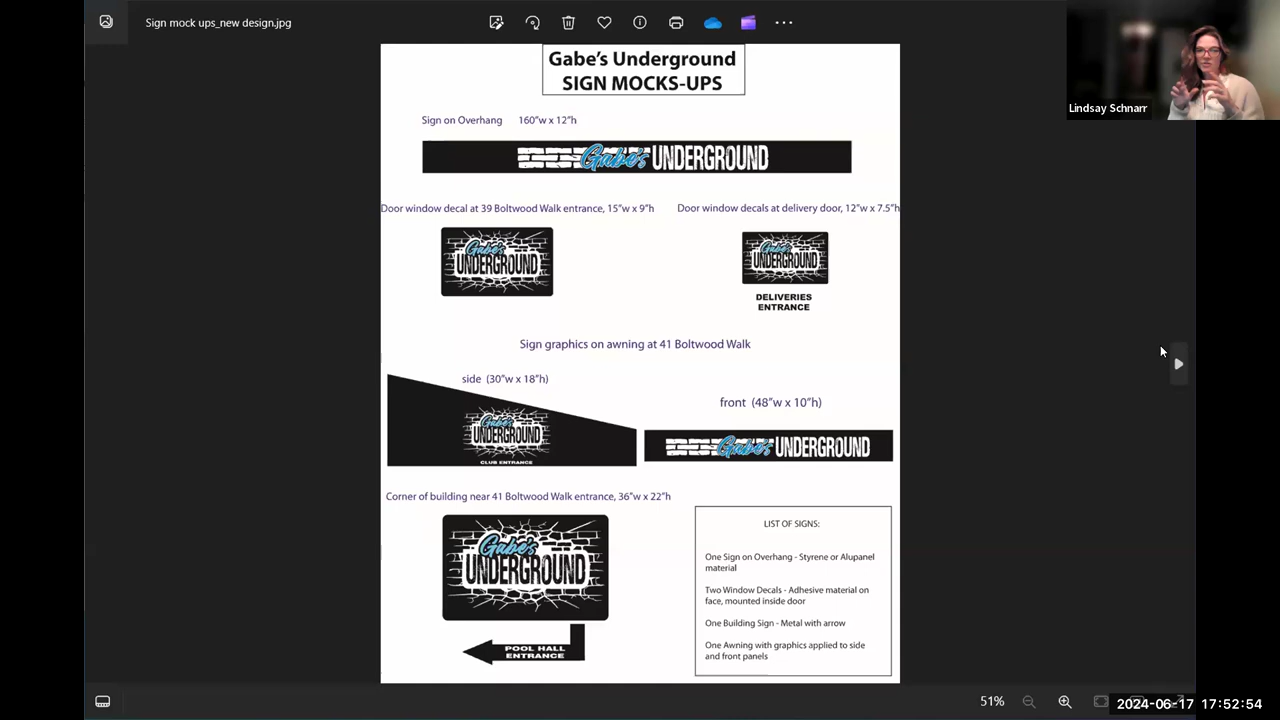 Sign mock ups_new design.jpg
Lindsay Schnarr
Gabe's Underground
SIGN MOCKS-UPS
Sign on Overhang 160"w x 12"h
Gabe's UNDERGROUND
Door window decal at 39 Boltwood Walk entrance, 15"w x 9"h
Door window decals at delivery door, 12"w x 7.5"h
Gabe's
UNDERGROUND
Gabe's
UNDERGROUND
DELIVERIES
ENTRANCE
Sign graphics on awning at 41 Boltwood Walk
side (30"w x 18"h)
front (48"w x 10"h)
Gabe's
UNDERGROUND
CLUB ENTRANCE
Gabe's UNDERGROUND
Corner of building near 41 Boltwood Walk entrance, 36"w x 22"h
Gabe's
UNDERGROUND
POOL HALL
ENTRANCE
LIST OF SIGNS:
One Sign on Overhang - Styrene or Alupanel
material
Two Window Decals - Adhesive material on
face, mounted inside door
One Building Sign - Metal with arrow
One Awning with graphics applied to side
and front panels
51%
2024-06-17 17:52:54